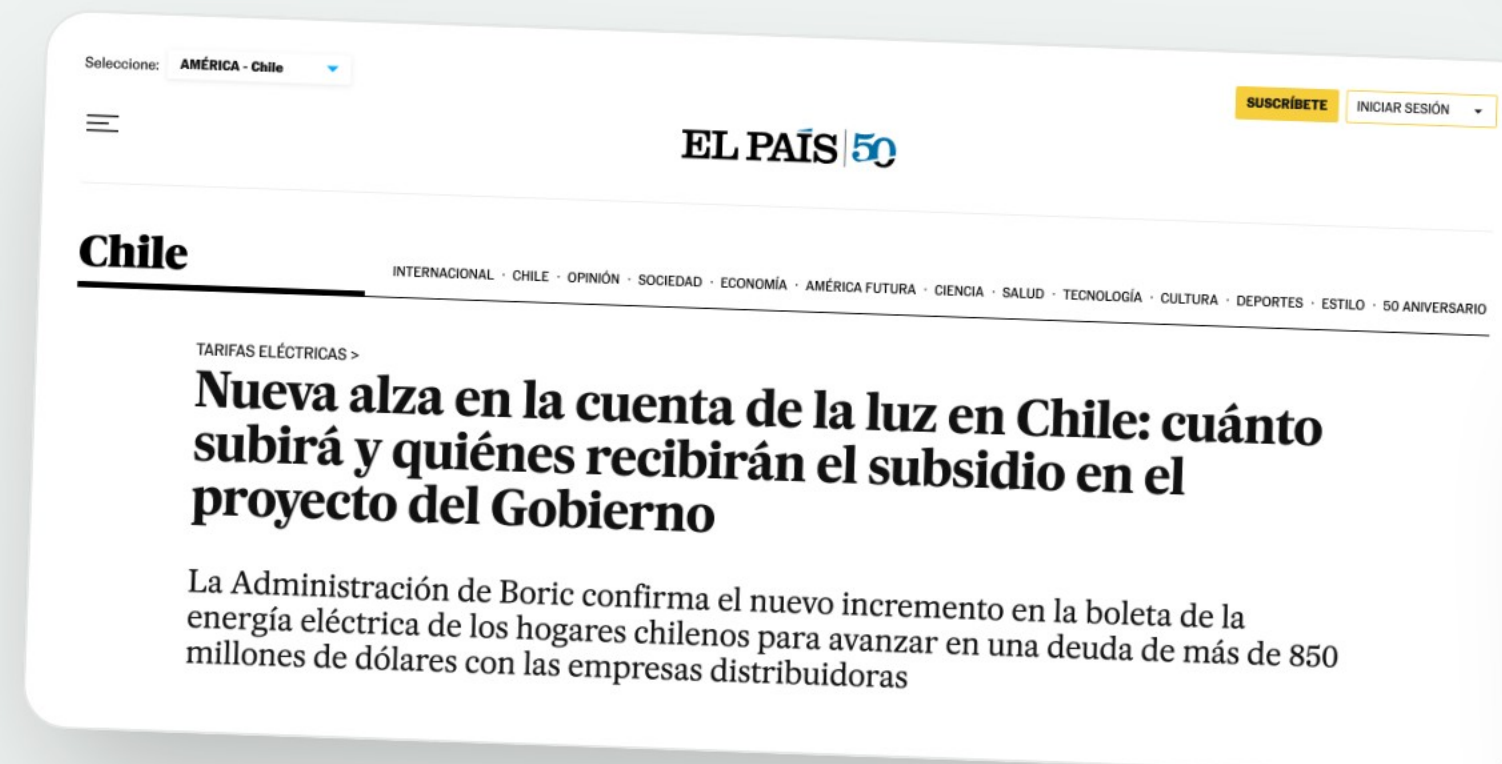 Seleccione: AMÉRICA - Chile
SUSCRÍBETE INICIAR SESIÓN
EL PAÍS 50
Chile
INTERNACIONAL · CHILE · OPINIÓN · SOCIEDAD · ECONOMÍA · AMÉRICA FUTURA · CIENCIA · SALUD · TECNOLOGÍA · CULTURA · DEPORTES · ESTILO · 50 ANIVERSARIO
TARIFAS ELÉCTRICAS >
Nueva alza en la cuenta de la luz en Chile: cuánto
subirá y quiénes recibirán el subsidio en el
proyecto del Gobierno
La Administración de Boric confirma el nuevo incremento en la boleta de la
energía eléctrica de los hogares chilenos para avanzar en una deuda de más de 850
millones de dólares con las empresas distribuidoras